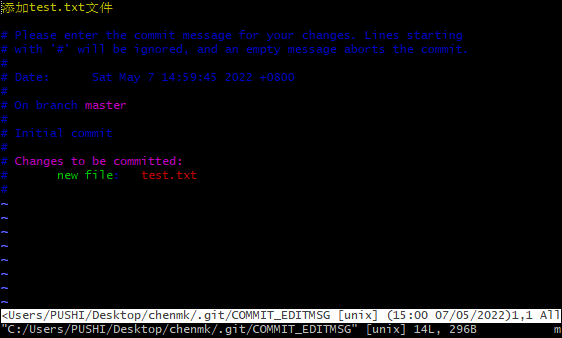 添加test.txt文件
# Please enter the commit message for your changes. Lines starting
# with '#' will be ignored, and an empty message aborts the commit.
#
# Date:      Sat May 7 14:59:45 2022 +0800
#
# On branch master
#
# Initial commit
#
# Changes to be committed:
#       new file:   test.txt
#
~
~
~
~
~
~
~
~
<Users/PUSHI/Desktop/chenmk/.git/COMMIT_EDITMSG [unix] (15:00 07/05/2022)1,1 All
"C:/Users/PUSHI/Desktop/chenmk/.git/COMMIT_EDITMSG" [unix] 14L, 296B          m